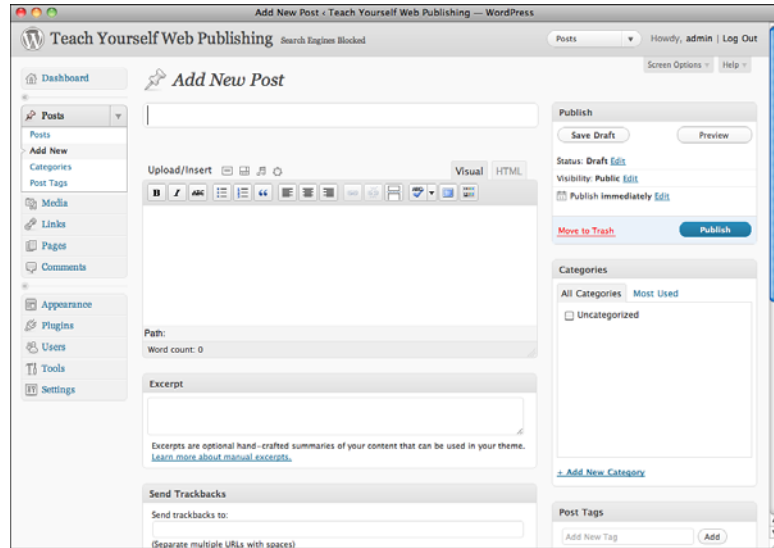 Add New Post ‹ Teach Yourself Web Publishing — WordPress
Teach Yourself Web Publishing Search Engines Blocked
Posts
Howdy, admin | Log Out
Screen Options
Help
Dashboard
Posts
Posts
Add New
Categories
Post Tags
Media
Links
Pages
Comments
Appearance
Plugins
Users
Tools
Settings
Add New Post
Upload/Insert
Visual
HTML
B I ABC
ABC
Path:
Word count: 0
Excerpt
Excerpts are optional hand-crafted summaries of your content that can be used in your theme.
Learn more about manual excerpts.
Send Trackbacks
Send trackbacks to:
(Separate multiple URLs with spaces)
Publish
Save Draft
Preview
Status: Draft Edit
Visibility: Public Edit
Publish immediately Edit
Move to Trash
Publish
Categories
All Categories
Most Used
Uncategorized
+ Add New Category
Post Tags
Add New Tag
Add